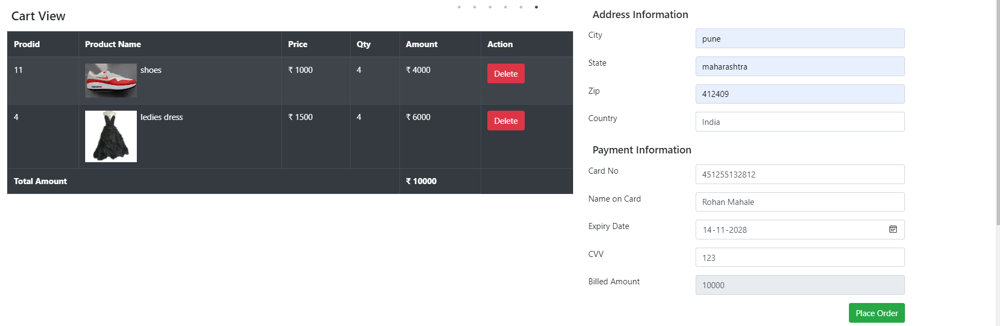 Cart View
Prodid Product Name Price Qty Amount Action
11 shoes ₹ 1000 4 ₹ 4000 Delete
4 ledies dress ₹ 1500 4 ₹ 6000 Delete
Total Amount ₹ 10000
Address Information
City pune
State maharashtra
Zip 412409
Country India
Payment Information
Card No 451255132812
Name on Card Rohan Mahale
Expiry Date 14-11-2028
CVV 123
Billed Amount 10000
Place Order